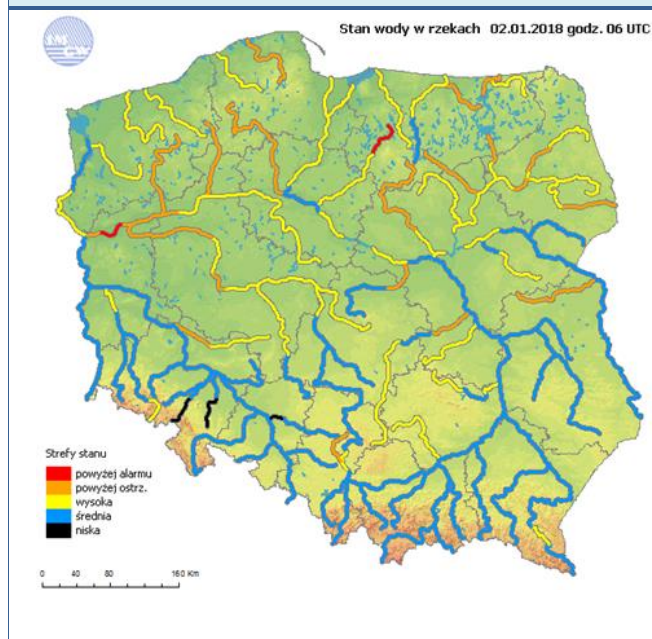 Stan wody w rzekach 02.01.2018 godz. 06 UTC
Strefy stanu
powyżej alarmu
powyżej ostrz.
wysoka
średnia
niska
0 40 80 160 Km